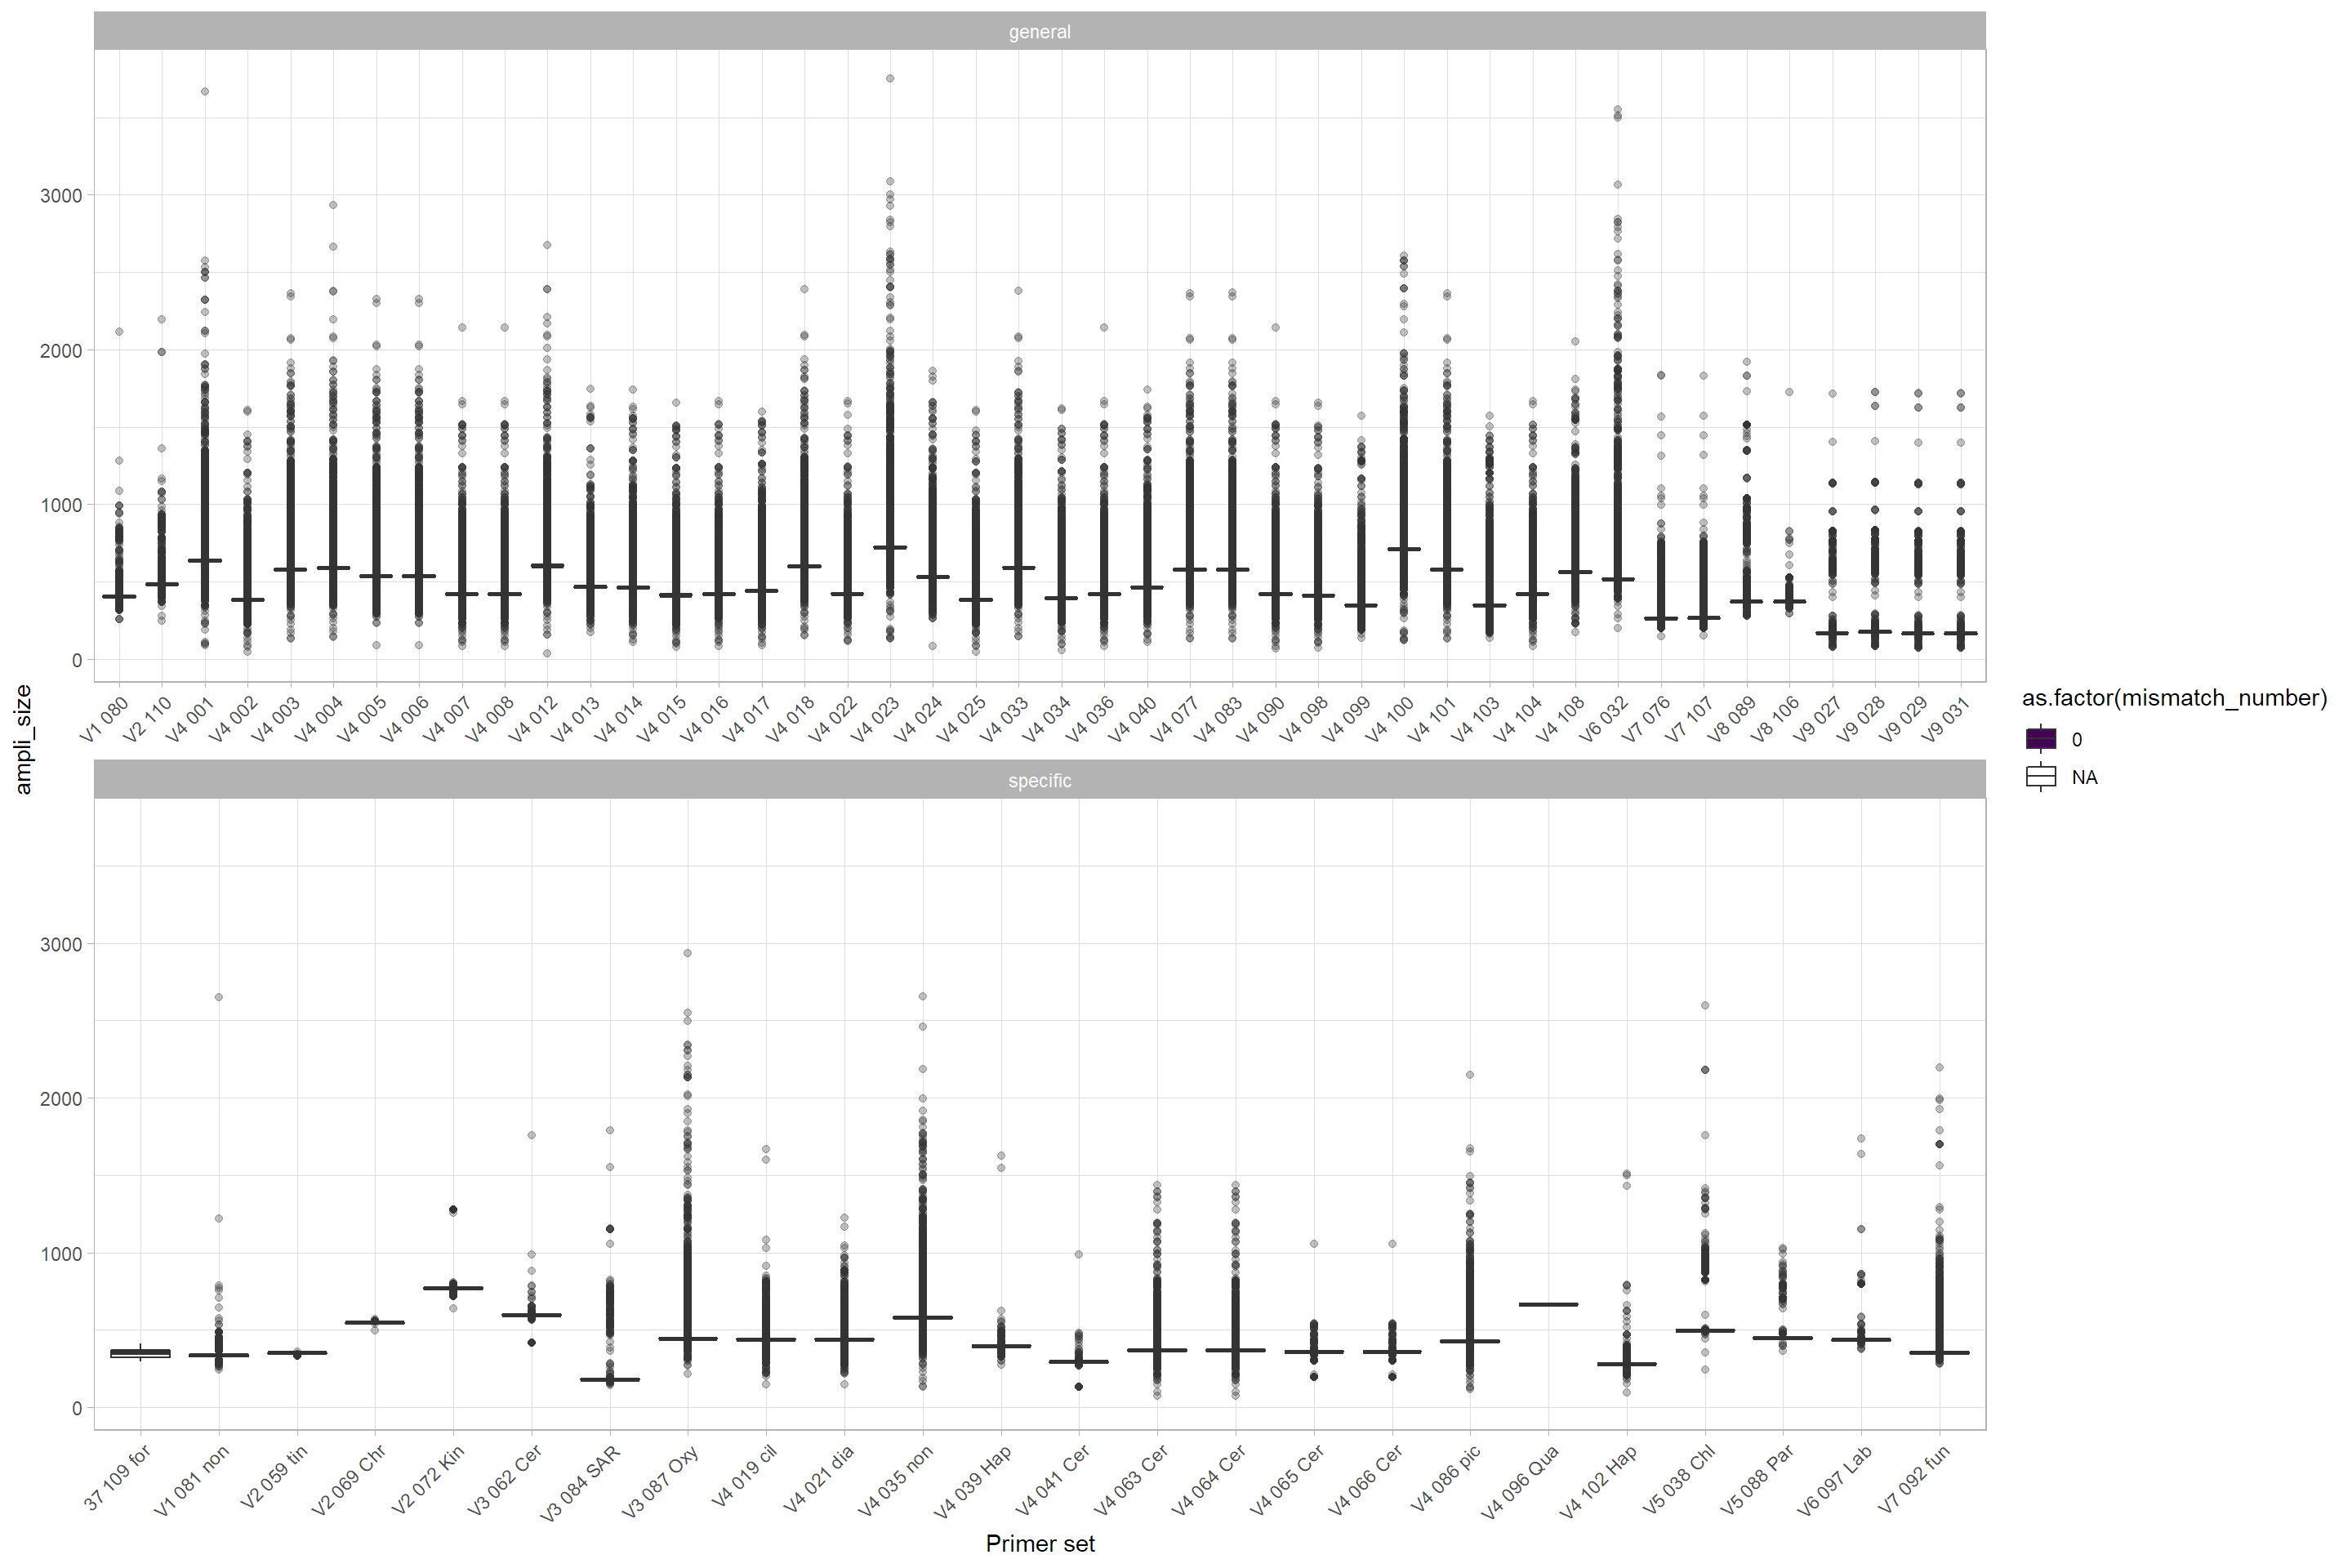 general
3000
2000
1000
0
V1 080
V2 110
V4 001
V4 002
V4 003
V4 004
V4 005
V4 006
V4 007
V4 008
V4 012
V4 013
V4 014
V4 015
V4 016
V4 017
V4 018
V4 022
V4 023
V4 024
V4 025
V4 033
V4 034
V4 036
V4 040
V4 077
V4 083
V4 090
V4 098
V4 099
V4 100
V4 101
V4 103
V4 104
V4 108
V6 032
V7 076
V7 107
V8 089
V8 106
V9 027
V9 028
V9 029
V9 031
ampli_size
as.factor(mismatch_number)
0
NA
specific
3000
2000
1000
0
37 109 for
V1 081 non
V2 059 tin
V2 069 Chr
V2 072 Kin
V3 062 Cer
V3 084 SAR
V3 087 Oxy
V4 019 cil
V4 021 dia
V4 035 non
V4 039 Hap
V4 041 Cer
V4 063 Cer
V4 064 Cer
V4 065 Cer
V4 066 Cer
V4 086 pic
V4 096 Qua
V4 102 Hap
V5 038 Chl
V5 088 Par
V6 097 Lab
V7 092 fun
Primer set